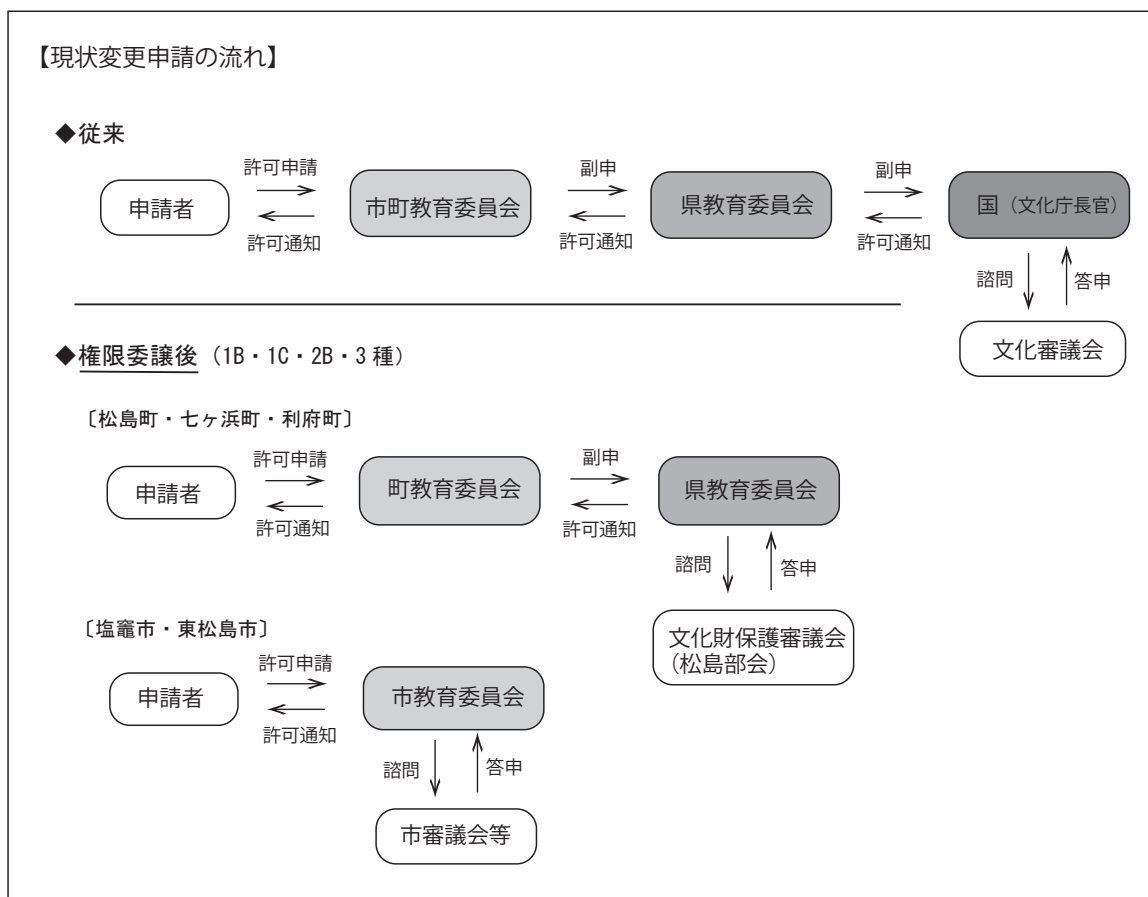 【現状変更申請の流れ】
◆従来
申請者
許可申請
許可通知
市町教育委員会
副申
許可通知
県教育委員会
副申
許可通知
国（文化庁長官）
諮問
答申
文化審議会
◆権限委譲後（1B・1C・2B・3種）
〔松島町・七ヶ浜町・利府町〕
申請者
許可申請
許可通知
町教育委員会
副申
許可通知
県教育委員会
諮問
答申
文化財保護審議会
（松島部会）
〔塩竈市・東松島市〕
申請者
許可申請
許可通知
市教育委員会
諮問
答申
市審議会等